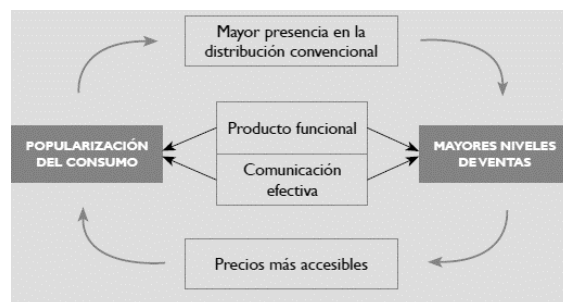 Mayor presencia en la
distribución convencional
Producto funcional
POPULARIZACIÓN
DEL CONSUMO
MAYORES NIVELES
DE VENTAS
Comunicación
efectiva
Precios más accesibles